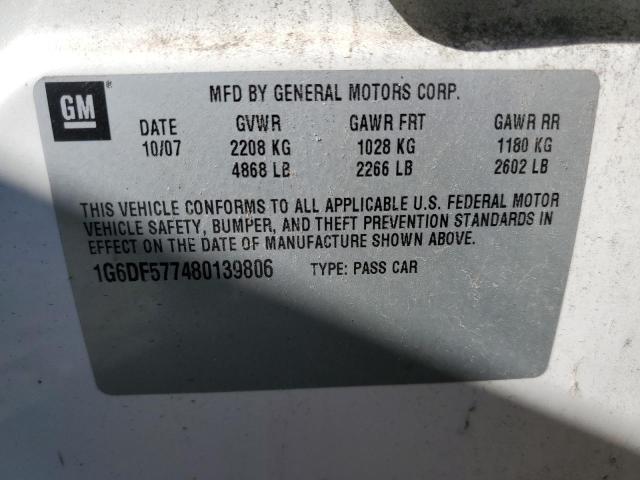 GM ®
MFD BY GENERAL MOTORS CORP.
DATE GVWR GAWR FRT GAWR RR
10/07 2208 KG 1028 KG 1180 KG
4868 LB 2266 LB 2602 LB
THIS VEHICLE CONFORMS TO ALL APPLICABLE U.S. FEDERAL MOTOR
VEHICLE SAFETY, BUMPER, AND THEFT PREVENTION STANDARDS IN
EFFECT ON THE DATE OF MANUFACTURE SHOWN ABOVE.
1G6DF577480139806 TYPE: PASS CAR